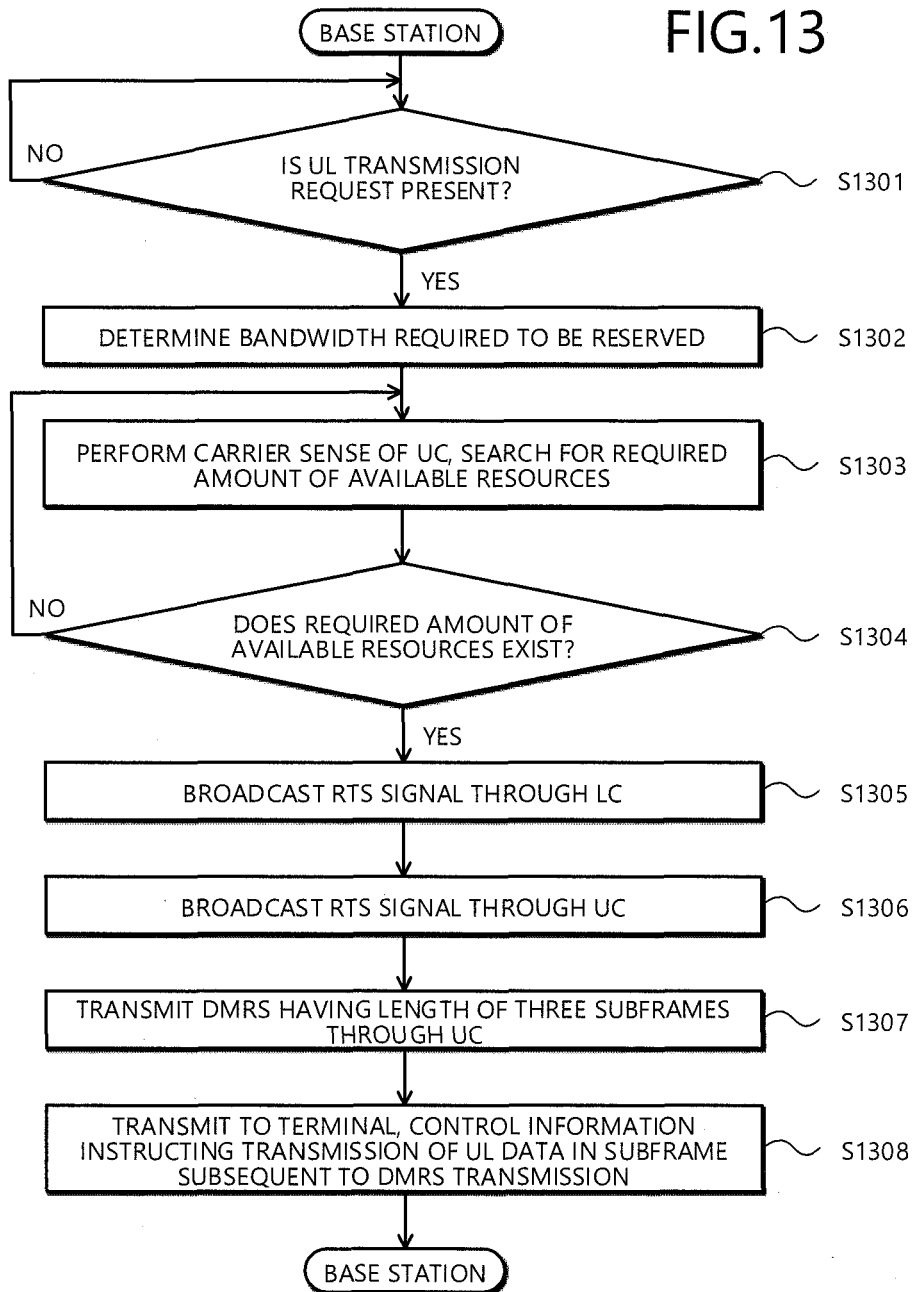 BASE STATION
FIG.13
NO
IS UL TRANSMISSION
REQUEST PRESENT?
S1301
YES
DETERMINE BANDWIDTH REQUIRED TO BE RESERVED
S1302
PERFORM CARRIER SENSE OF UC, SEARCH FOR REQUIRED
AMOUNT OF AVAILABLE RESOURCES
S1303
NO
DOES REQUIRED AMOUNT OF
AVAILABLE RESOURCES EXIST?
S1304
YES
BROADCAST RTS SIGNAL THROUGH LC
S1305
BROADCAST RTS SIGNAL THROUGH UC
S1306
TRANSMIT DMRS HAVING LENGTH OF THREE SUBFRAMES
THROUGH UC
S1307
TRANSMIT TO TERMINAL, CONTROL INFORMATION
INSTRUCTING TRANSMISSION OF UL DATA IN SUBFRAME
SUBSEQUENT TO DMRS TRANSMISSION
S1308
BASE STATION